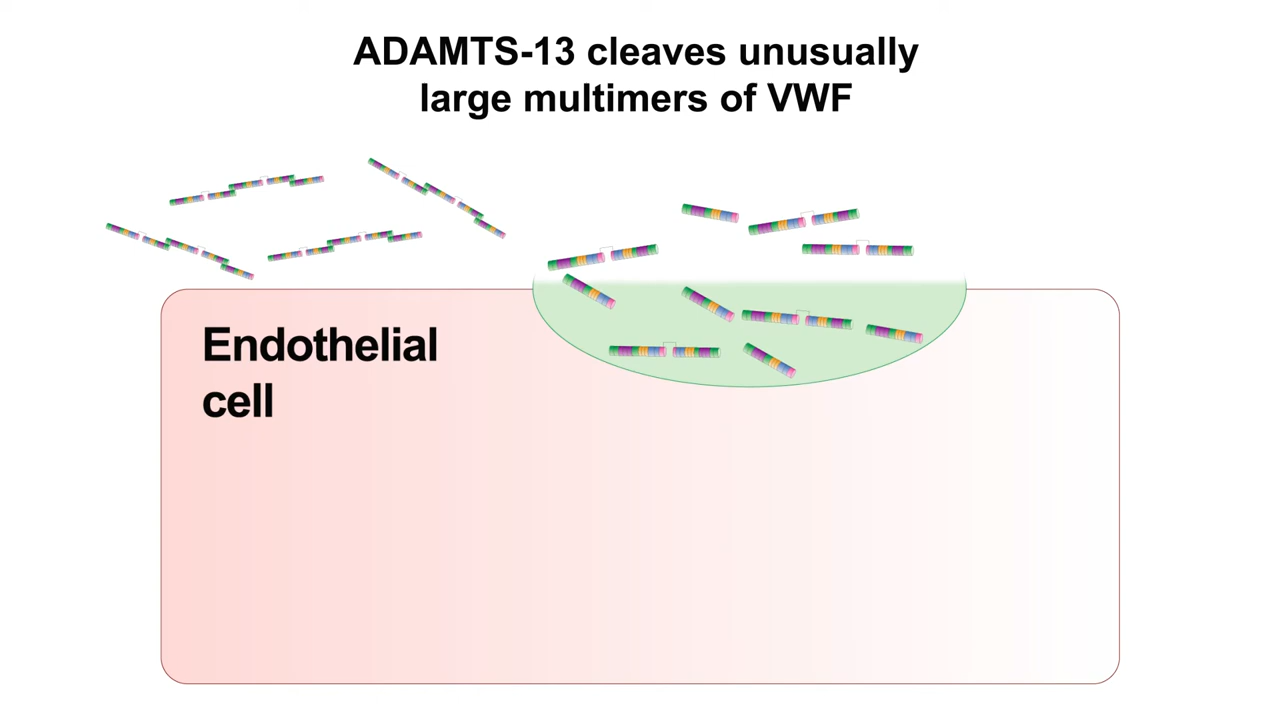 ADAMTS-13 cleaves unusually
large multimers of VWF
Endothelial
cell